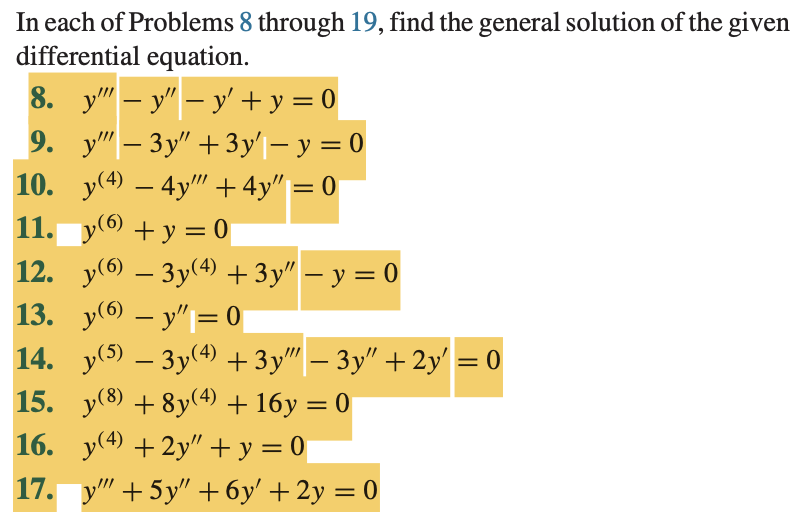 In each of Problems 8 through 19, find the general solution of the given
differential equation.
8. y‴ − y″ − y′ + y = 0
9. y‴ − 3y″ + 3y′ − y = 0
10. y⁽⁴⁾ − 4y‴ + 4y″ = 0
11. y⁽⁶⁾ + y = 0
12. y⁽⁶⁾ − 3y⁽⁴⁾ + 3y″ − y = 0
13. y⁽⁶⁾ − y″ = 0
14. y⁽⁵⁾ − 3y⁽⁴⁾ + 3y‴ − 3y″ + 2y′ = 0
15. y⁽⁸⁾ + 8y⁽⁴⁾ + 16y = 0
16. y⁽⁴⁾ + 2y″ + y = 0
17. y‴ + 5y″ + 6y′ + 2y = 0